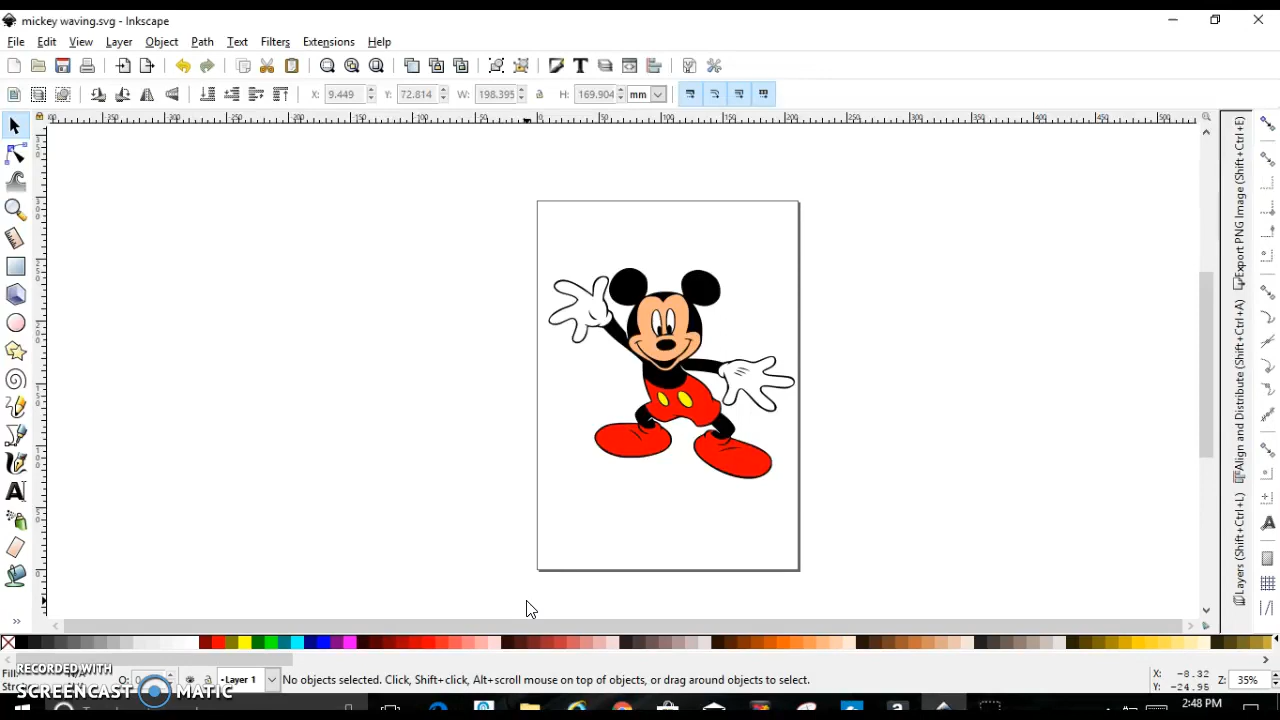 mickey waving.svg - Inkscape
File Edit View Layer Object Path Text Filters Extensions Help
X: 9.449 Y: 72.814 W: 198.395 H: 169.904 mm
Export PNG Image (Shift+Ctrl+E)
Align and Distribute (Shift+Ctrl+A)
Layers (Shift+Ctrl+L)
Fill: N/A O: Layer 1 No objects selected. Click, Shift+click, Alt+scroll mouse on top of objects, or drag around objects to select. X: -8.32 Z: 35%
Y: -24.95
RECORDED WITH
SCREENCAST MATIC
2:48 PM